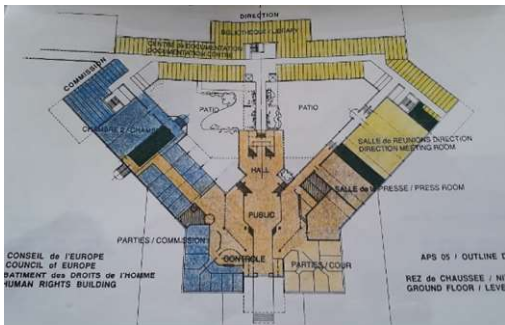 DIRECTION
BIBLIOTHEQUE / LIBRARY
CENTRE de DOCUMENTATION
DOCUMENTATION CENTRE
COMMISSION
PATIO
PATIO
CHAMBRE
SALLE de REUNIONS DIRECTION
DIRECTION MEETING ROOM
HALL
SALLE de PRESSE / PRESS ROOM
PUBLIC
PARTIES / COMMISSION
CONTROLE
PARTIES / COUR
CONSEIL de l'EUROPE
COUNCIL of EUROPE
BATIMENT des DROITS de l'HOMME
HUMAN RIGHTS BUILDING
APS 05 / OUTLINE D
REZ de CHAUSSEE / NI
GROUND FLOOR / LEVE